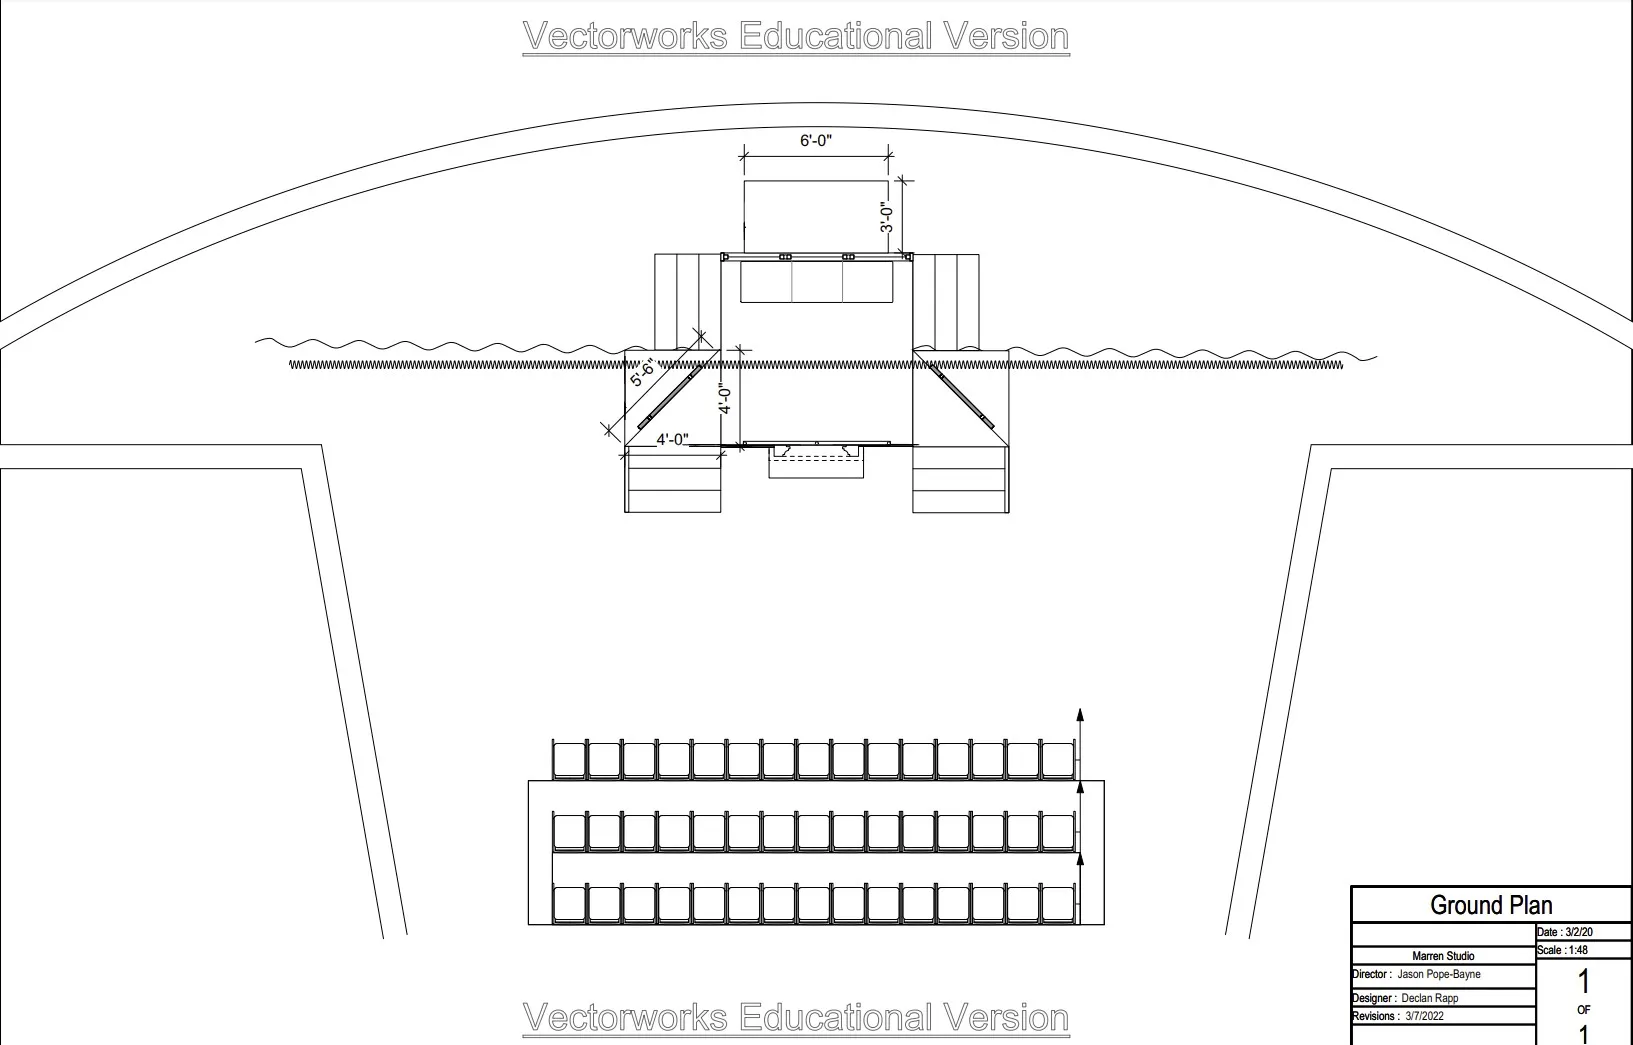 Vectorworks Educational Version
6'-0"
3'-0"
5'-6"
4'-0"
4'-0"
Ground Plan
Date : 3/2/20
Marren Studio
Scale : 1:48
Director : Jason Pope-Bayne
1
Designer : Declan Rapp
OF
Revisions : 3/7/2022
1
Vectorworks Educational Version